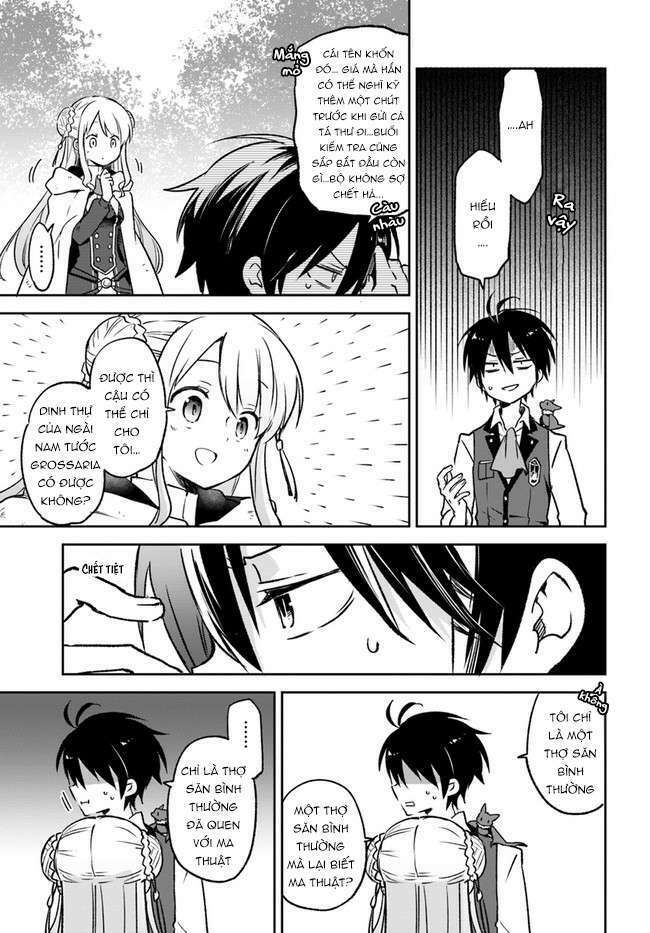 ....AH
HIỂU
RỒI
....
Ra
vậy
Mắng
mỏ
CÁI TÊN KHỐN
ĐÓ... GIÁ MÀ HẮN
CÓ THỂ NGHĨ KỸ
THÊM MỘT CHÚT
TRƯỚC KHI GỬI CẢ
TÁ THƯ ĐI...BUỔI
KIỂM TRA CŨNG
SẮP BẮT ĐẦU CÒN
GÌ...BỘ KHÔNG SỢ
CHẾT HẢ...
Càu
nhàu
......
ĐƯỢC THÌ
CẬU CÓ
THỂ CHỈ
CHO
TÔI...
DINH THỰ
CỦA NGÀI
NAM TƯỚC
GROSSARIA
CÓ ĐƯỢC
KHÔNG?
CHẾT TIỆT
À
không
TÔI CHỈ
LÀ MỘT
THỢ SĂN
BÌNH
THƯỜNG
MỘT THỢ
SĂN BÌNH
THƯỜNG
MÀ LẠI BIẾT
MA THUẬT?
......
CHỈ LÀ THỢ
SĂN BÌNH
THƯỜNG
ĐÃ QUEN
VỚI MA
THUẬT